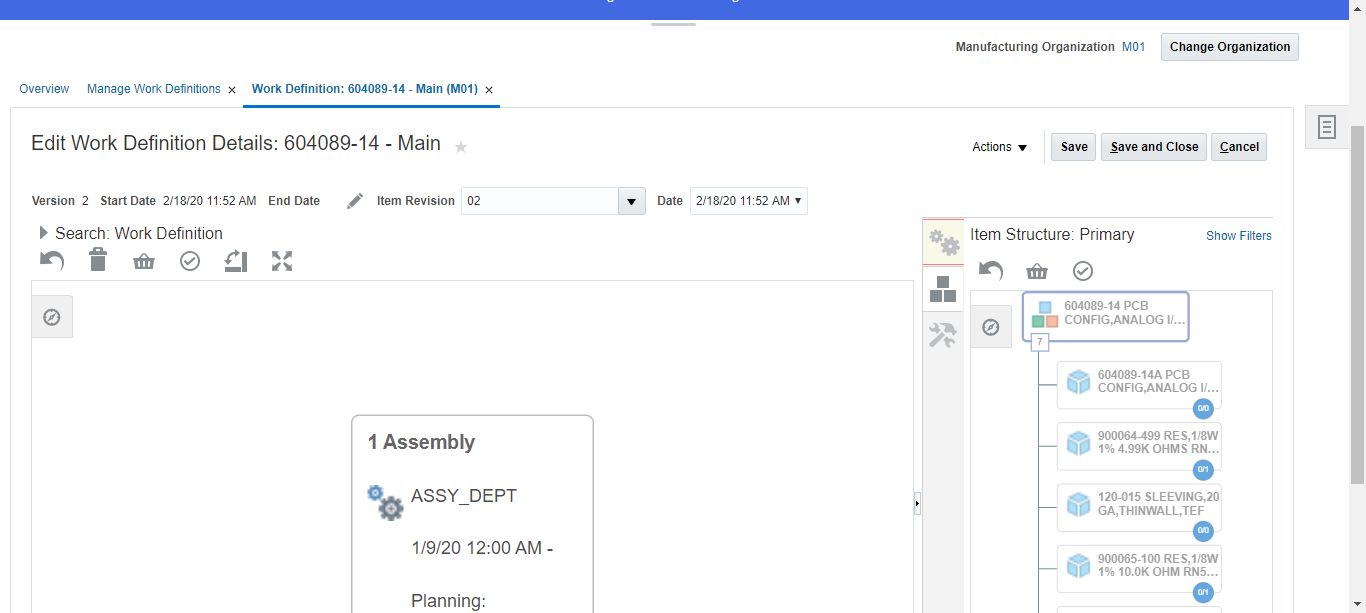 Manufacturing Organization M01 Change Organization
Overview Manage Work Definitions × Work Definition: 604089-14 - Main (M01) ×
Edit Work Definition Details: 604089-14 - Main
Actions Save Save and Close Cancel
Version 2 Start Date 2/18/20 11:52 AM End Date Item Revision 02 Date 2/18/20 11:52 AM
Search: Work Definition
1 Assembly
ASSY_DEPT
1/9/20 12:00 AM -
Planning:
Item Structure: Primary Show Filters
604089-14 PCB
CONFIG,ANALOG I/...
7
604089-14A PCB
CONFIG,ANALOG I/...
0/0
900064-499 RES,1/8W
1% 4.99K OHMS RN...
0/1
120-015 SLEEVING,20
GA,THINWALL,TEF
0/0
900065-100 RES,1/8W
1% 10.0K OHM RN5...
0/1